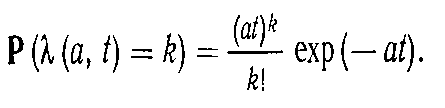 P (λ (a, t) = k) = (at)^k / k! exp (— at).